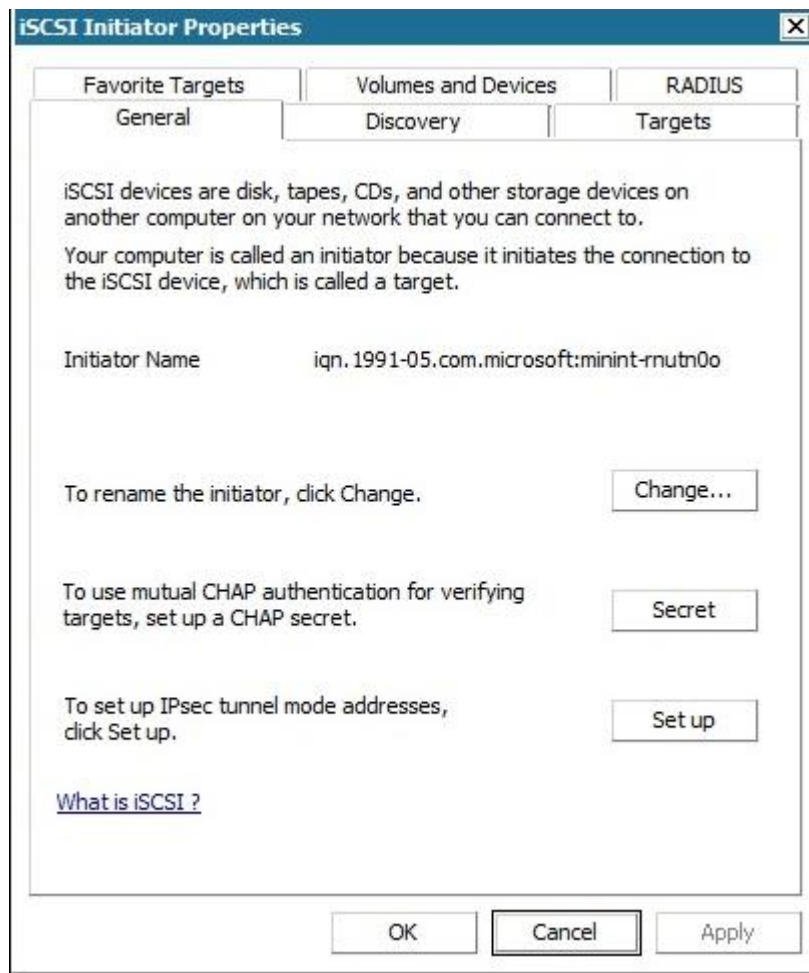 iSCSI Initiator Properties
Favorite Targets
Volumes and Devices
RADIUS
General
Discovery
Targets
iSCSI devices are disk, tapes, CDs, and other storage devices on
another computer on your network that you can connect to.
Your computer is called an initiator because it initiates the connection to
the iSCSI device, which is called a target.
Initiator Name iqn.1991-05.com.microsoft:minint-rnutn0o
To rename the initiator, click Change.
Change...
To use mutual CHAP authentication for verifying
targets, set up a CHAP secret.
Secret
To set up IPsec tunnel mode addresses,
click Set up.
Set up
What is iSCSI ?
OK
Cancel
Apply